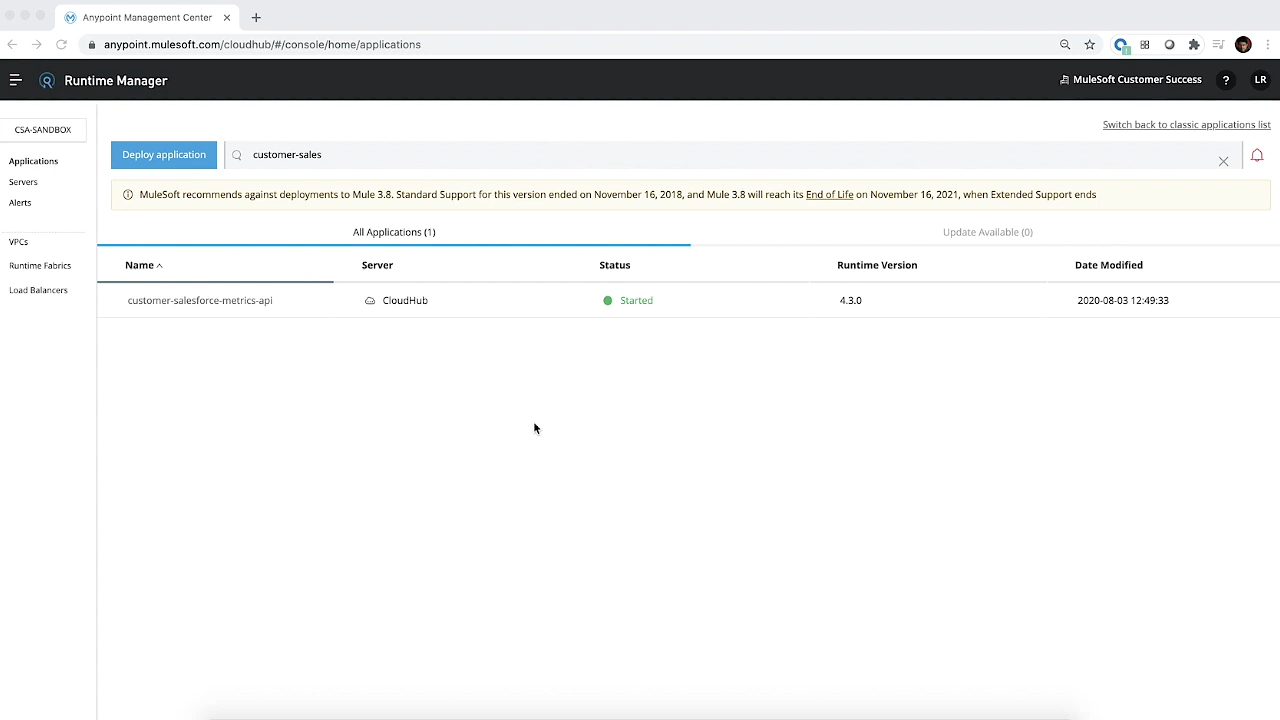 Anypoint Management Center
anypoint.mulesoft.com/cloudhub/#/console/home/applications
Runtime Manager
MuleSoft Customer Success
?
LR
CSA-SANDBOX
Switch back to classic applications list
Deploy application
customer-sales
Applications
Servers
Alerts
VPCs
Runtime Fabrics
Load Balancers
MuleSoft recommends against deployments to Mule 3.8. Standard Support for this version ended on November 16, 2018, and Mule 3.8 will reach its End of Life on November 16, 2021, when Extended Support ends
All Applications (1)
Update Available (0)
Name
Server
Status
Runtime Version
Date Modified
customer-salesforce-metrics-api
CloudHub
Started
4.3.0
2020-08-03 12:49:33